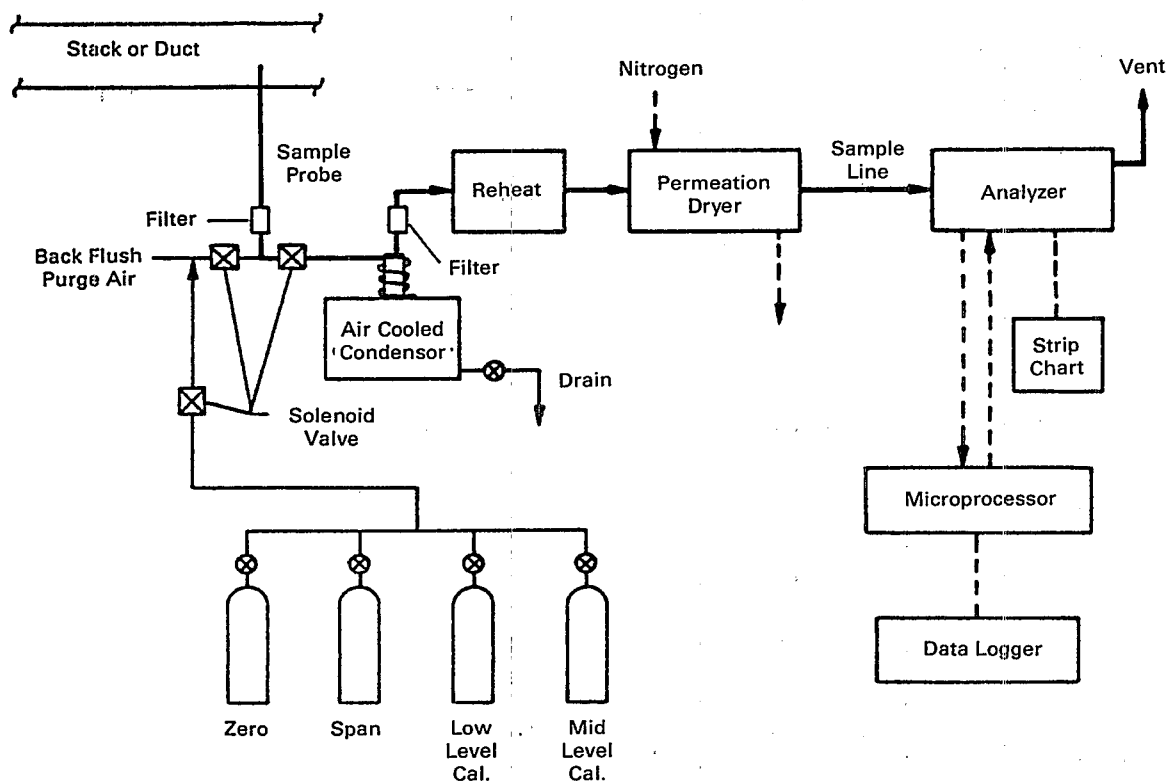 Stack or Duct
Nitrogen
Vent
Sample
Probe
Reheat
Permeation
Dryer
Sample
Line
Analyzer
Filter
Back Flush
Purge Air
Filter
Air Cooled
Condensor
Drain
Strip
Chart
Solenoid
Valve
Microprocessor
Data Logger
Zero
Span
Low
Level
Cal.
Mid
Level
Cal.